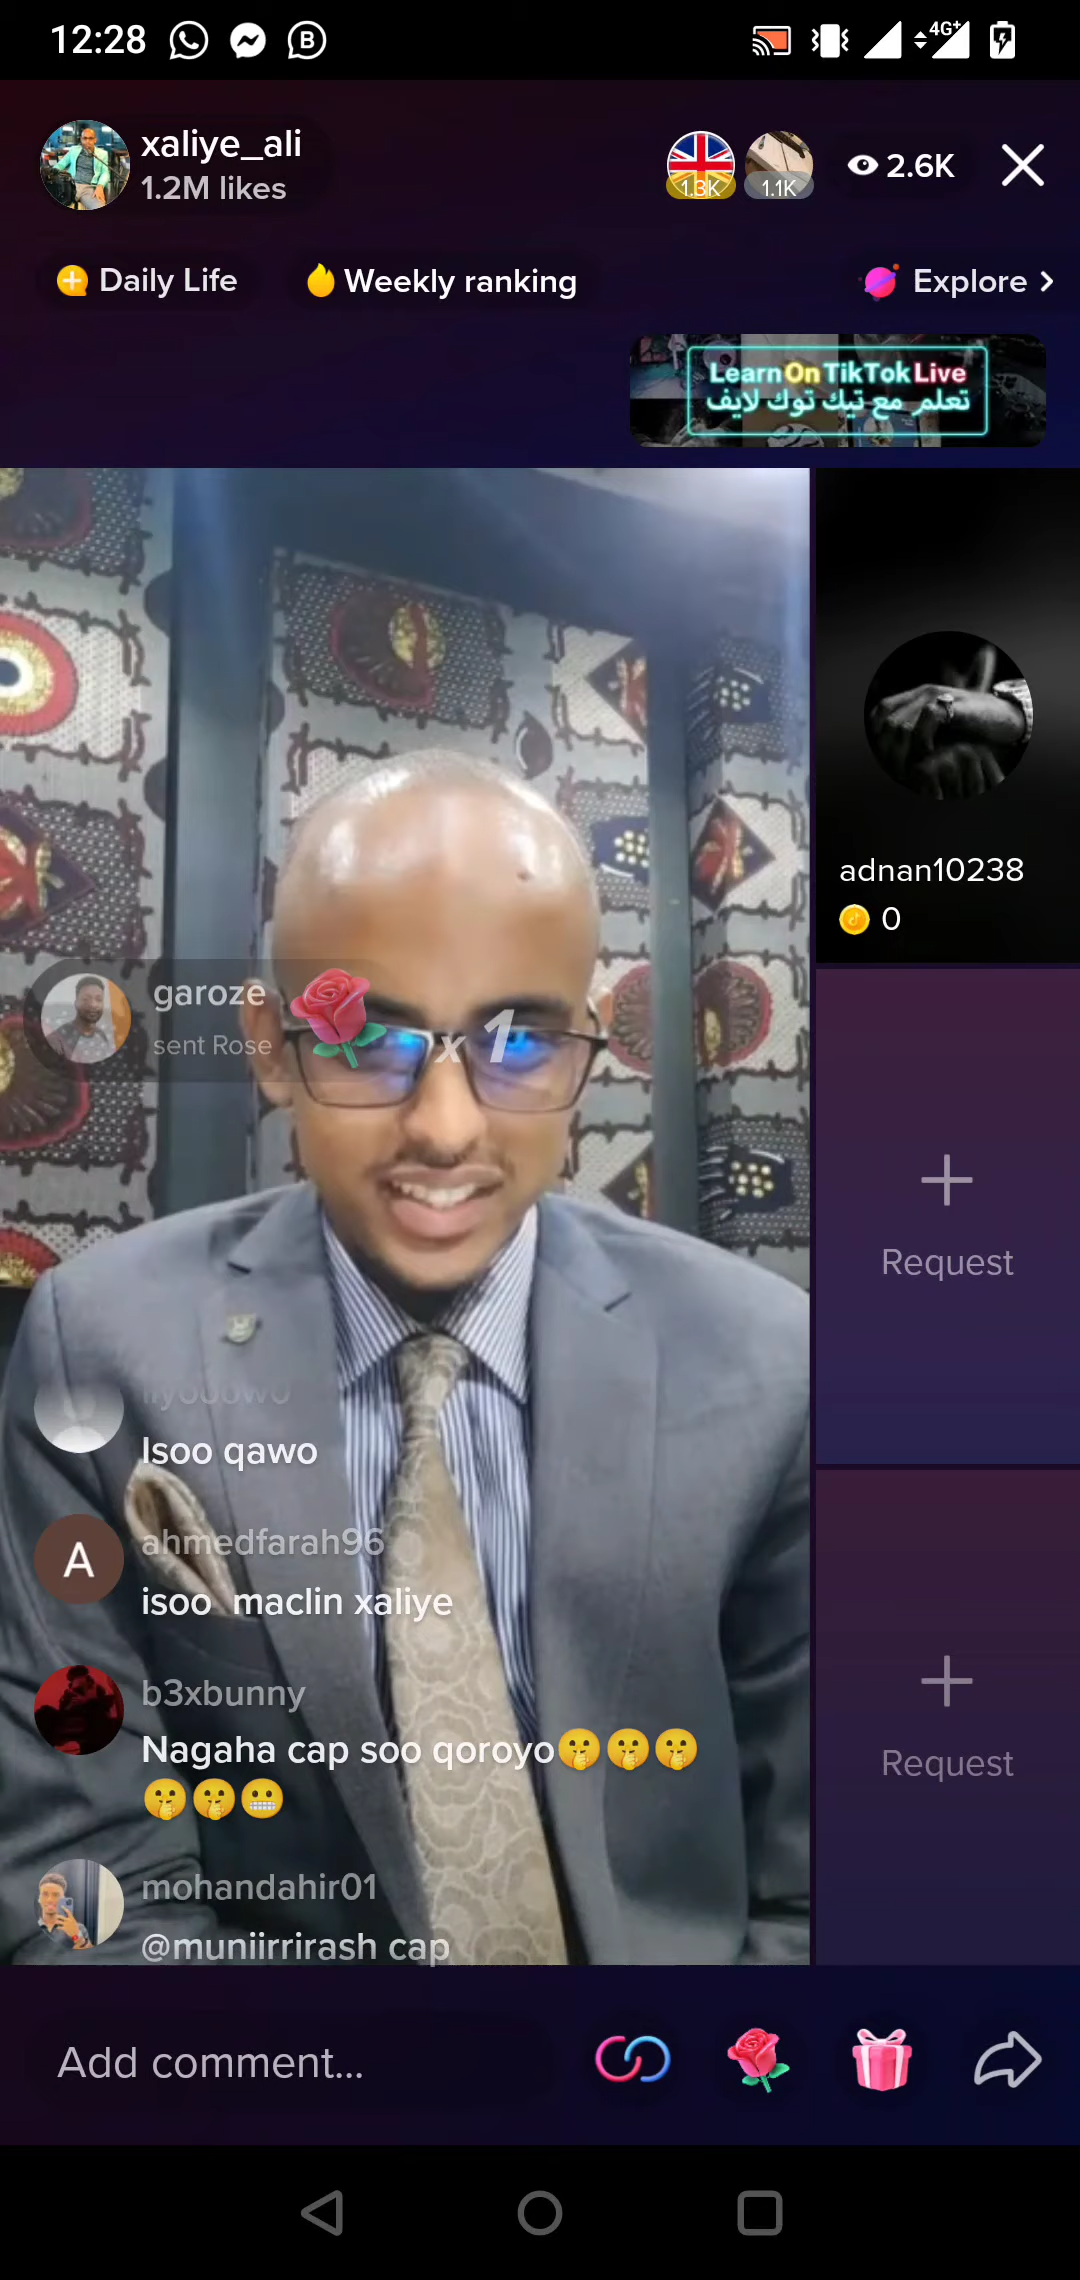 12:28
4G+
xaliye_ali
1.2M likes
1.3K
1.1K
2.6K
Daily Life
Weekly ranking
Explore >
Learn On TikTok Live
تعلم مع تيك توك لايف
adnan10238
0
garoze
sent Rose
x 1
Request
Isoo qawo
ahmedfarah96
isoo maclin xaliye
b3xbunny
Nagaha cap soo qoroyo🤫🤫🤫
🤫🤫😬
Request
mohandahir01
@muniirrirash cap
Add comment...